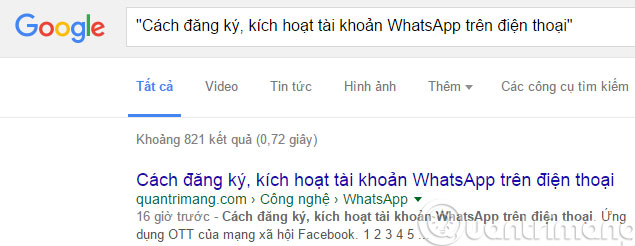 Google
"Cách đăng ký, kích hoạt tài khoản WhatsApp trên điện thoại"
Tất cả Video Tin tức Hình ảnh Thêm Các công cụ tìm kiếm
Khoảng 821 kết quả (0,72 giây)
Cách đăng ký, kích hoạt tài khoản WhatsApp trên điện thoại
quantrimang.com › Công nghệ › WhatsApp
16 giờ trước - Cách đăng ký, kích hoạt tài khoản WhatsApp trên điện thoại. Ứng
dụng OTT của mạng xã hội Facebook. 1 2 3 4 5 ...
Quantrimang